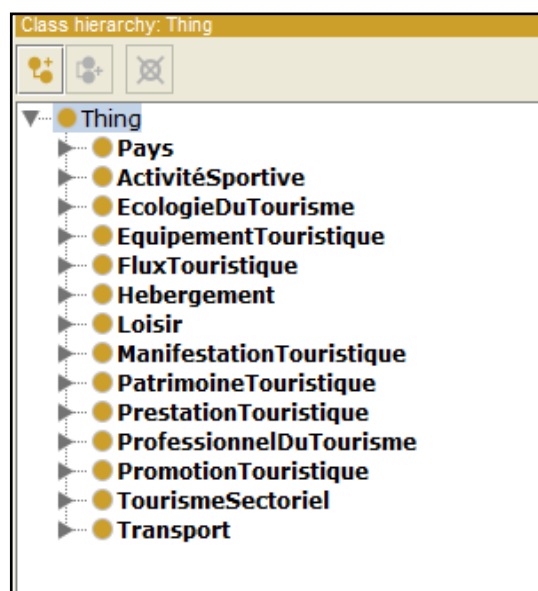 Class hierarchy: Thing
Thing
Pays
ActivitéSportive
EcologieDuTourisme
EquipementTouristique
FluxTouristique
Hebergement
Loisir
ManifestationTouristique
PatrimoineTouristique
PrestationTouristique
ProfessionnelDuTourisme
PromotionTouristique
TourismeSectoriel
Transport